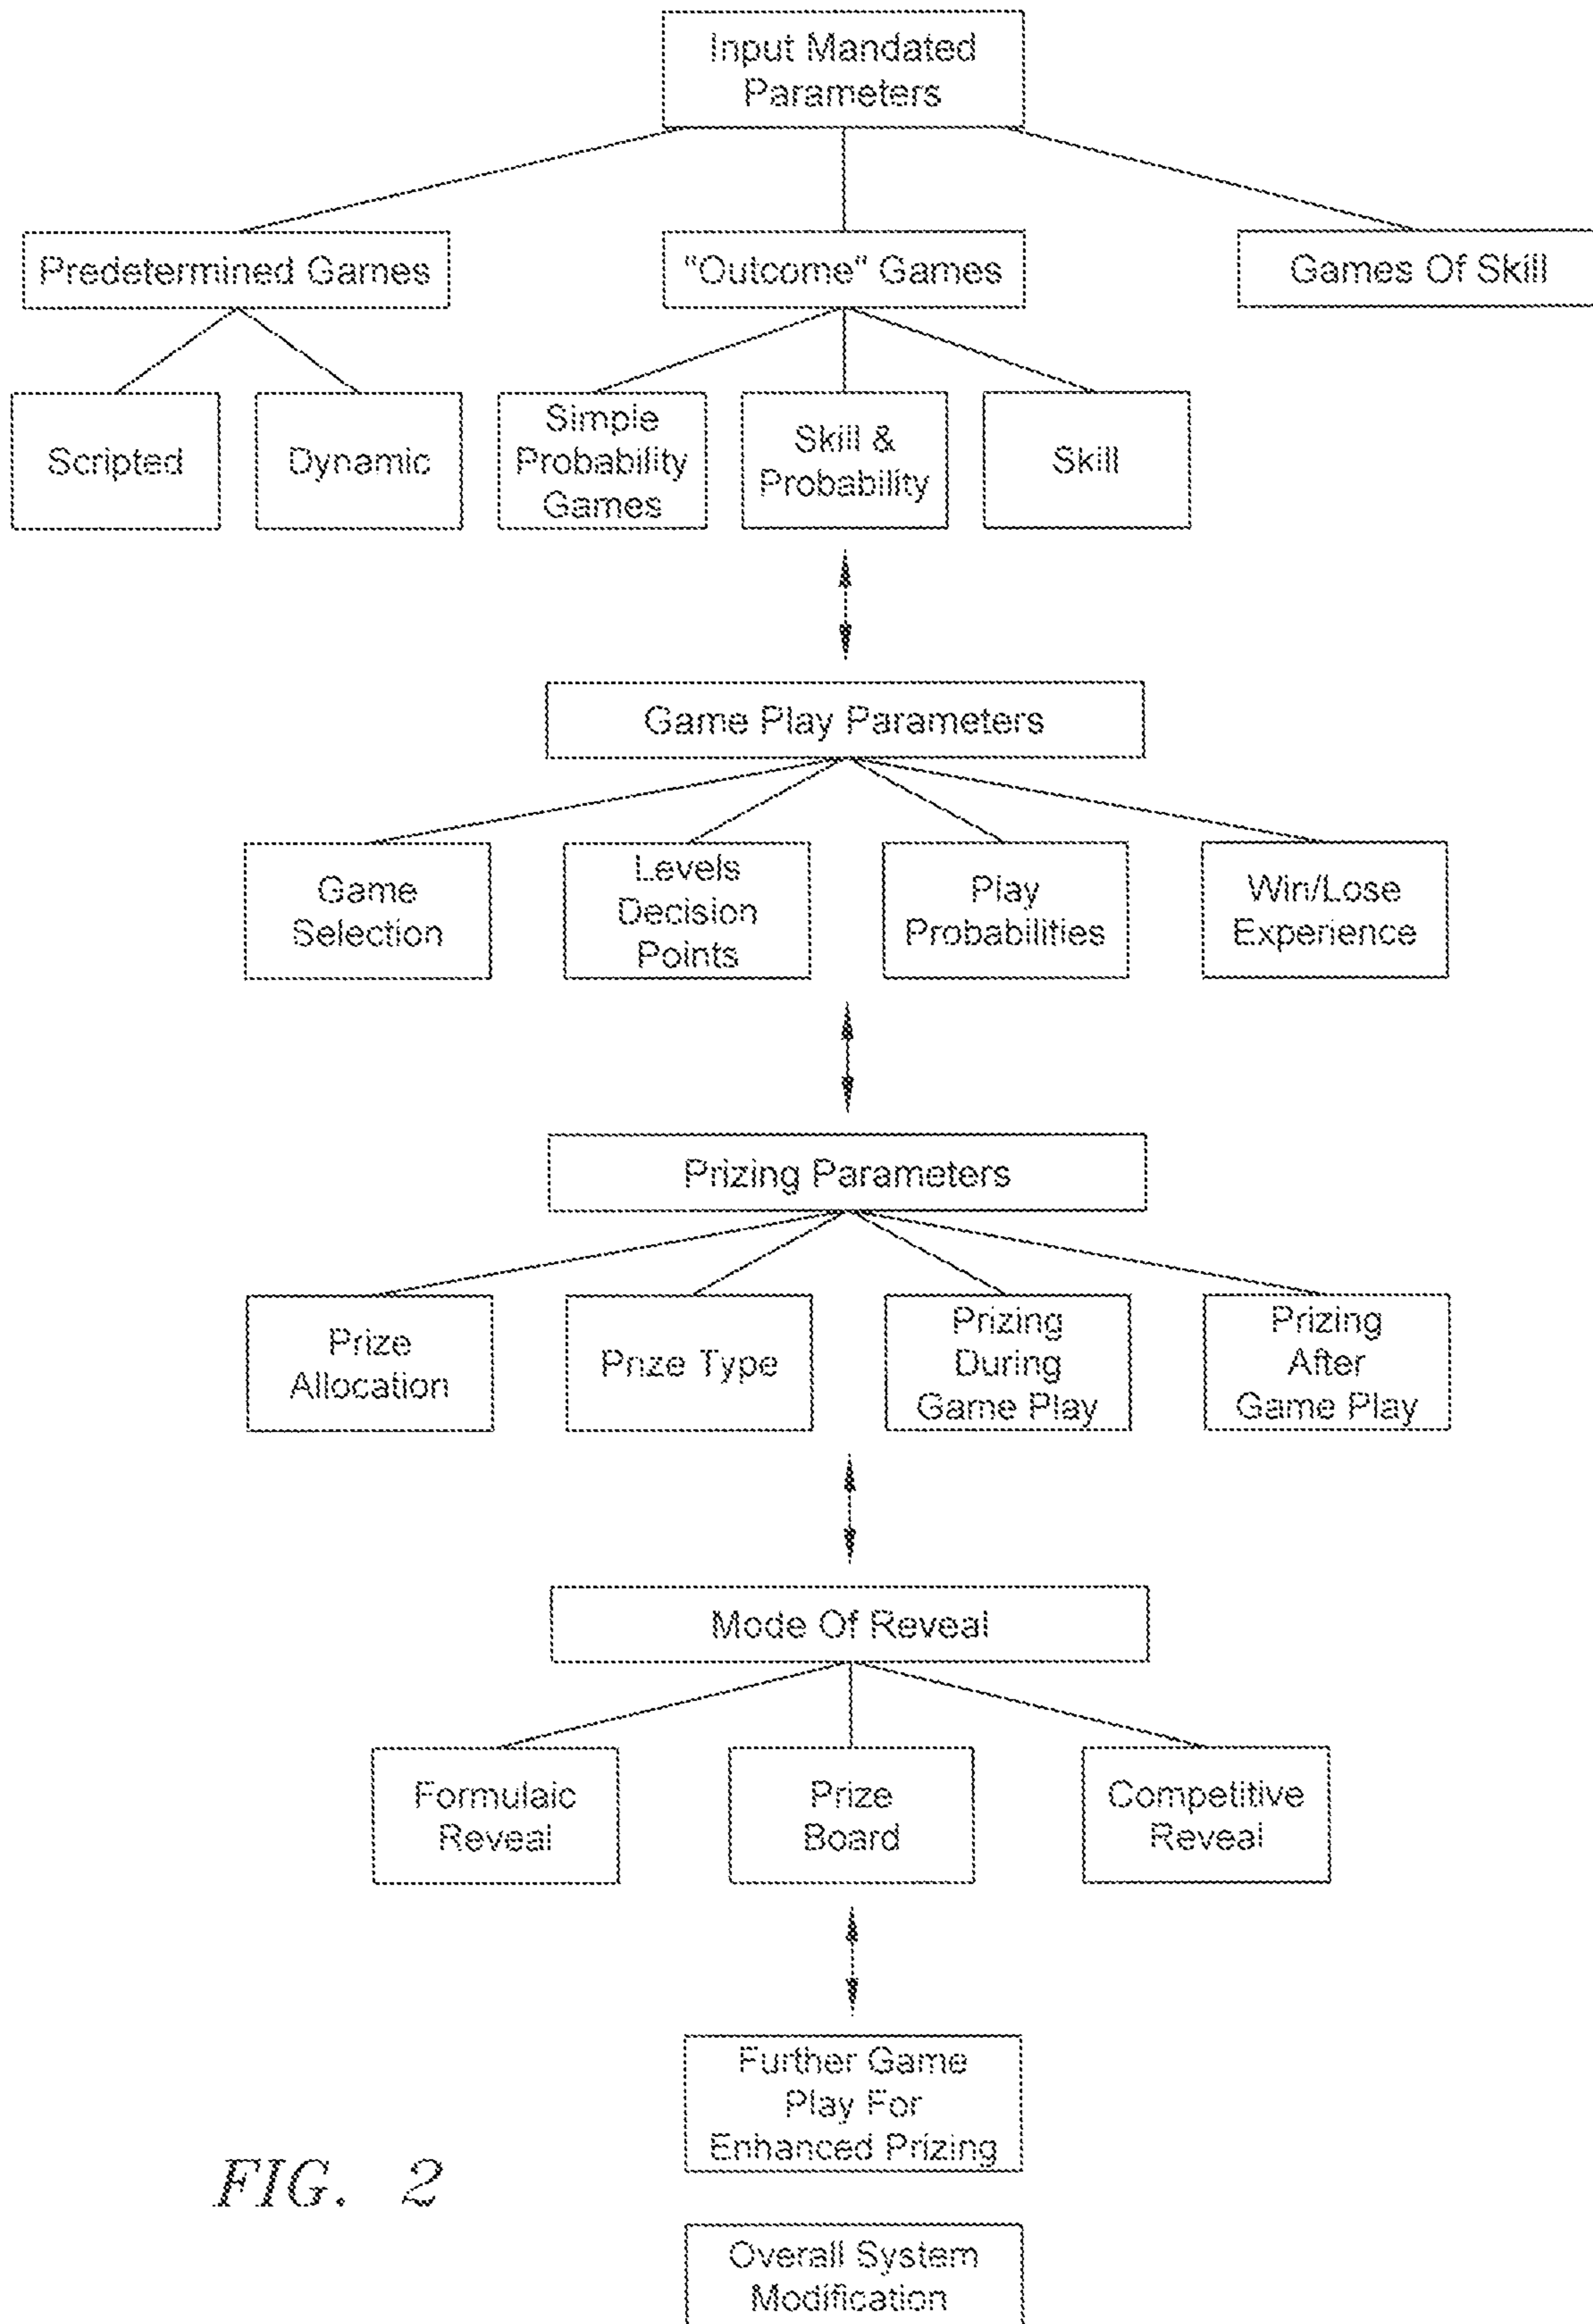 Input Mandated
Parameters
Predetermined Games
"Outcome" Games
Games Of Skill
Scripted
Dynamic
Simple
Probability
Games
Skill &
Probability
Skill
Game Play Parameters
Game
Selection
Levels
Decision
Points
Play
Probabilities
Win/Lose
Experience
Prizing Parameters
Prize
Allocation
Prize Type
Prizing
During
Game Play
Prizing
After
Game Play
Mode Of Reveal
Formulaic
Reveal
Prize
Board
Competitive
Reveal
Further Game
Play For
Enhanced Prizing
FIG. 2
Overall System
Modification